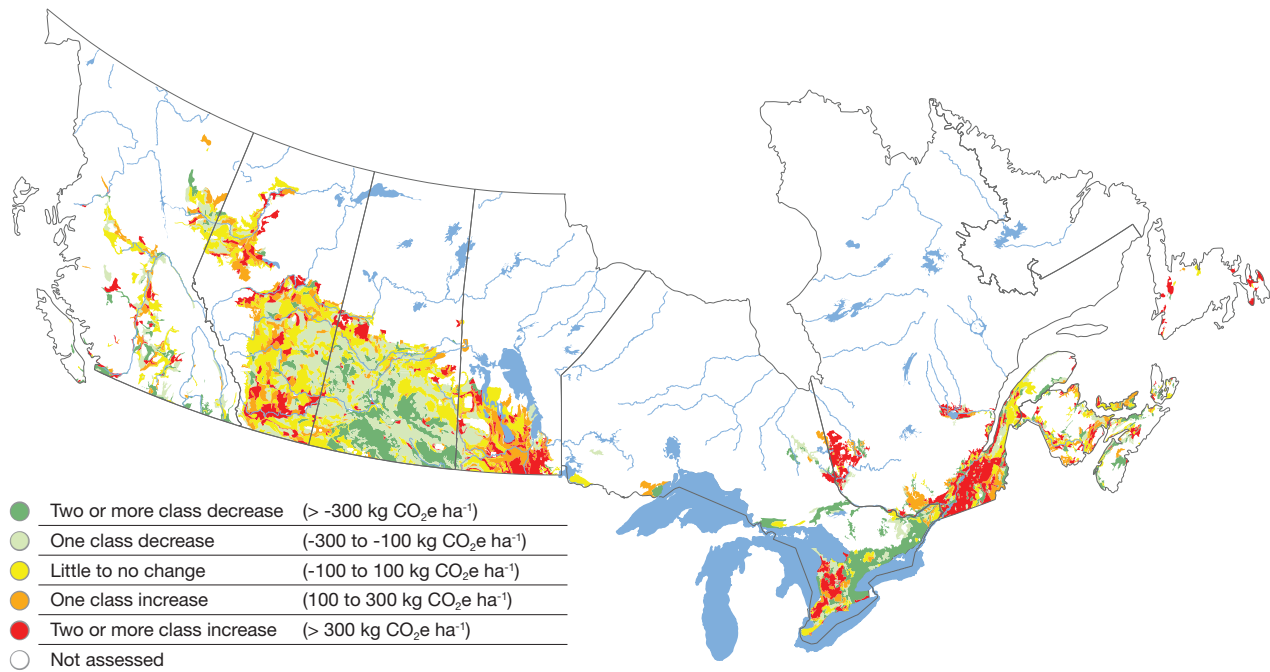 Two or more class decrease (> -300 kg CO₂e ha⁻¹)
One class decrease (-300 to -100 kg CO₂e ha⁻¹)
Little to no change (-100 to 100 kg CO₂e ha⁻¹)
One class increase (100 to 300 kg CO₂e ha⁻¹)
Two or more class increase (> 300 kg CO₂e ha⁻¹)
Not assessed